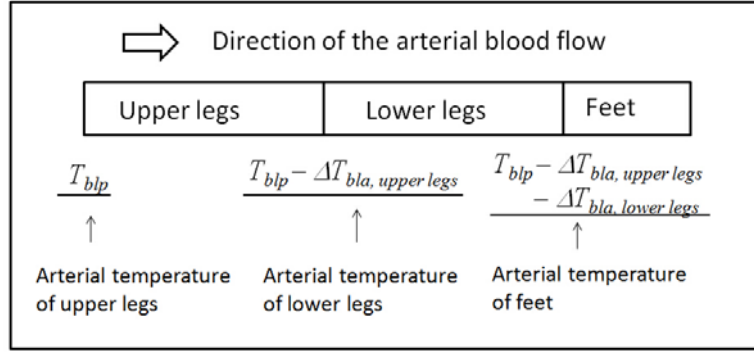 Direction of the arterial blood flow
Upper legs Lower legs Feet
T_blp
T_blp − ΔT_bla, upper legs
T_blp − ΔT_bla, upper legs
− ΔT_bla, lower legs
Arterial temperature
of upper legs
Arterial temperature
of lower legs
Arterial temperature
of feet